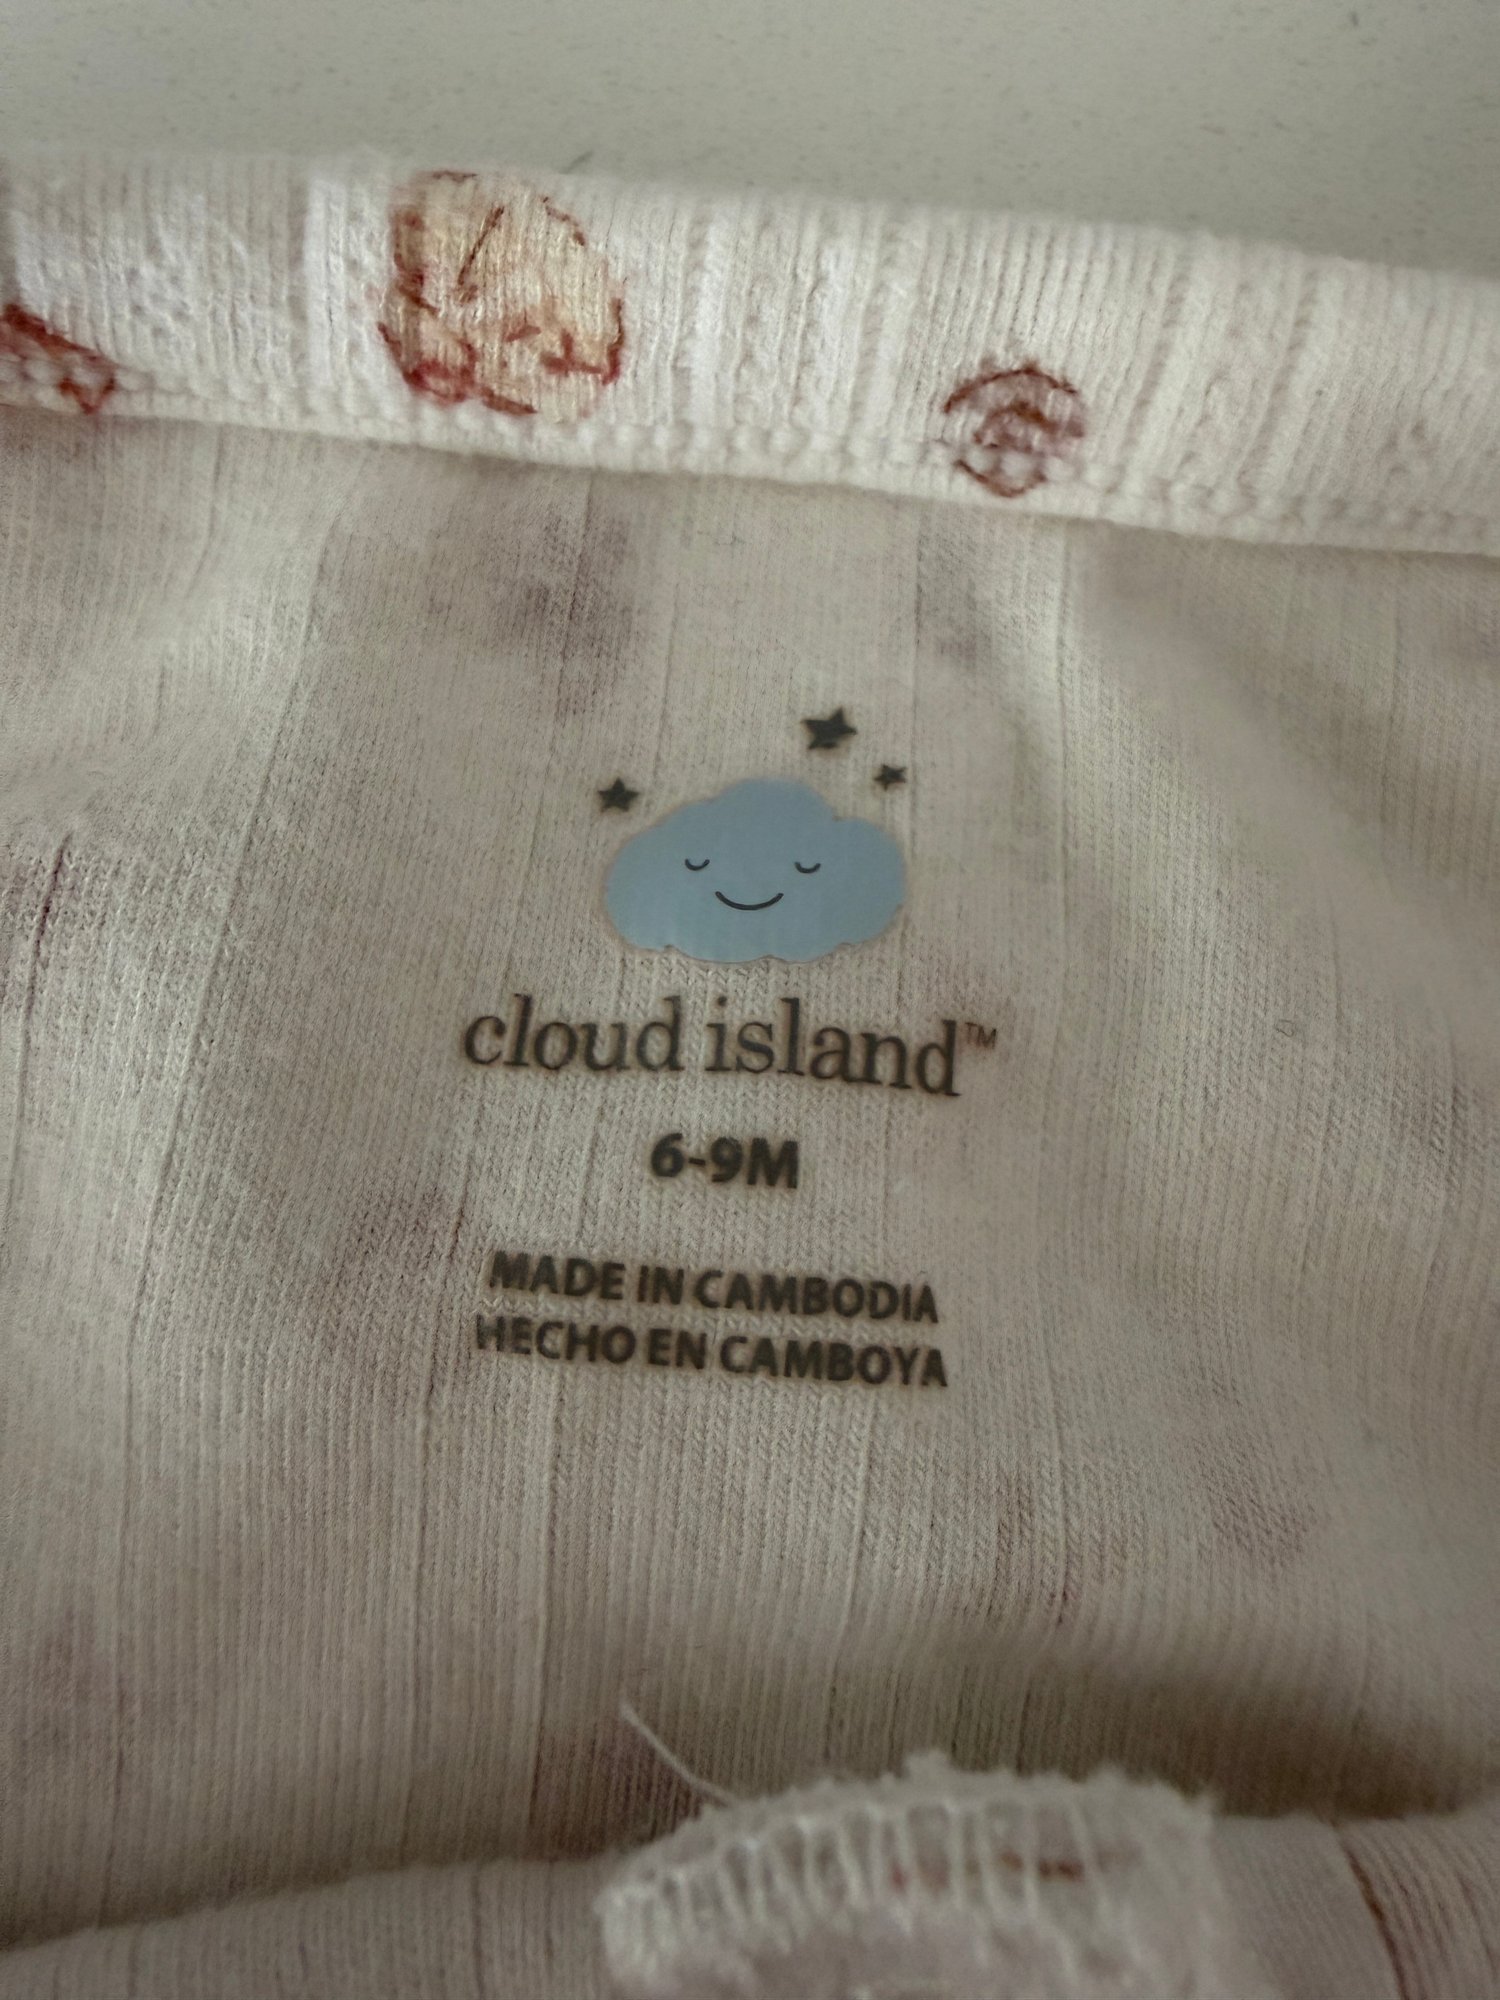 cloud island™
6-9M
MADE IN CAMBODIA
HECHO EN CAMBOYA